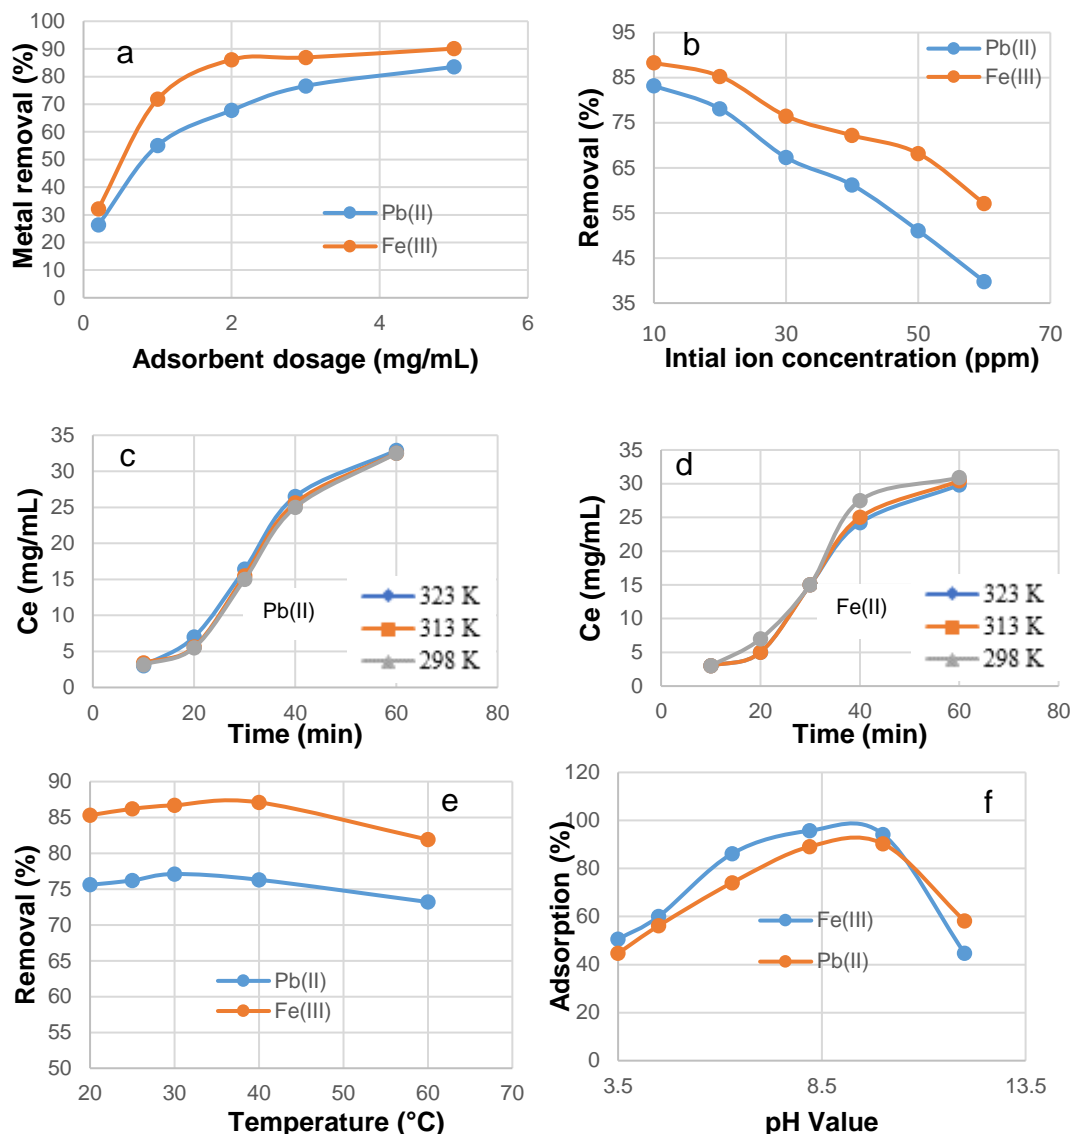 a
Metal removal (%)
100
90
80
70
60
50
40
30
20
10
0
0 2 4 6
Adsorbent dosage (mg/mL)
Pb(II)
Fe(III)
b
Removal (%)
95
85
75
65
55
45
35
10 30 50 70
Intial ion concentration (ppm)
Pb(II)
Fe(III)
c
Ce (mg/mL)
35
30
25
20
15
10
5
0
0 20 40 60 80
Time (min)
Pb(II)
323 K
313 K
298 K
d
Ce (mg/mL)
35
30
25
20
15
10
5
0
0 20 40 60 80
Time (min)
Fe(II)
323 K
313 K
298 K
e
Removal (%)
90
85
80
75
70
65
60
55
50
20 30 40 50 60 70
Temperature (°C)
Pb(II)
Fe(III)
f
Adsorption (%)
120
100
80
60
40
20
0
3.5 8.5 13.5
pH Value
Fe(III)
Pb(II)